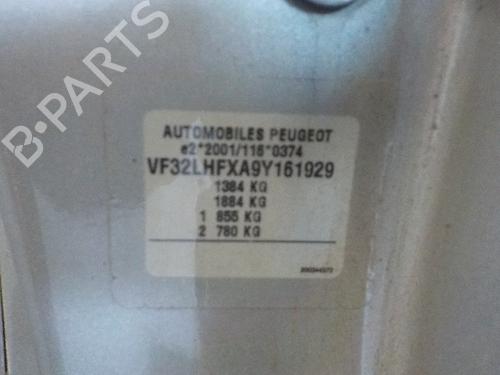 AUTOMOBILES PEUGEOT
e2*2001/116*0374
VF32LHFXA9Y161929
1384 KG
1884 KG
1 855 KG
2 780 KG
B-PARTS